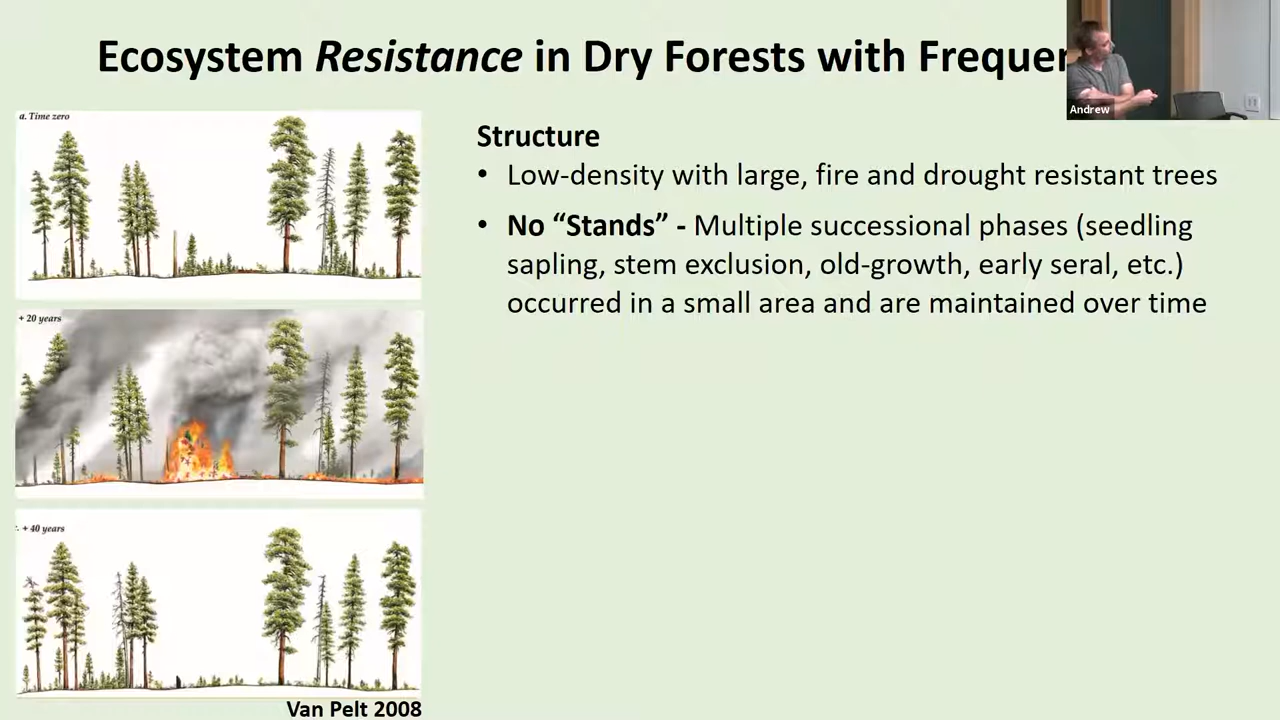 Ecosystem Resistance in Dry Forests with
Andrew
a. Time zero
+ 20 years
+ 40 years
Van Pelt 2008
Structure
• Low-density with large, fire and drought resistant trees
• No “Stands” - Multiple successional phases (seedling
sapling, stem exclusion, old-growth, early seral, etc.)
occurred in a small area and are maintained over time